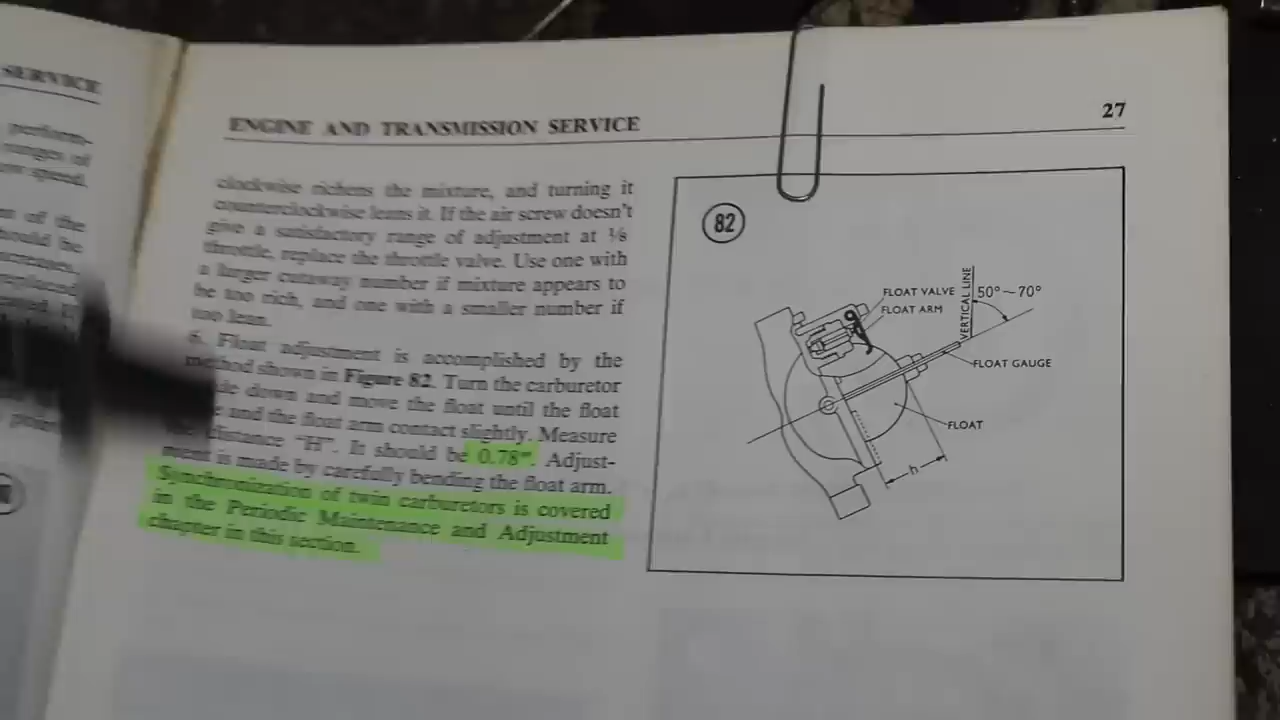 SERVICE
ENGINE AND TRANSMISSION SERVICE
27
clockwise richens the mixture, and turning it
counterclockwise leans it. If the air screw doesn't
give a satisfactory range of adjustment at ⅛
throttle, replace the throttle valve. Use one with
a larger cutaway number if mixture appears to
be too rich, and one with a smaller number if
too lean.
6. Float adjustment is accomplished by the
method shown in Figure 82. Turn the carburetor
down and move the float until the float
and the float arm contact slightly. Measure
distance "H". It should be 0.78". Adjust-
ment is made by carefully bending the float arm.
Synchronization of twin carburetors is covered
in the Periodic Maintenance and Adjustment
chapter in this section.
82
FLOAT VALVE
FLOAT ARM
VERTICAL LINE
50°~70°
FLOAT GAUGE
FLOAT
h